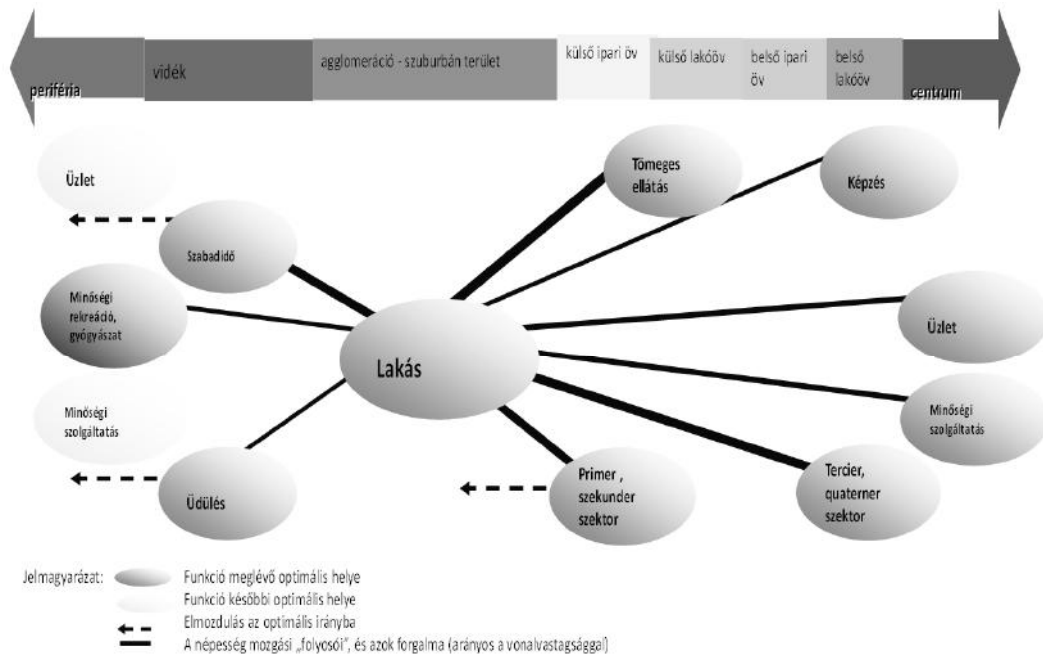 periféria
vidék
agglomeráció - szuburbán terület
külső ipari öv
külső lakóöv
belső ipari
öv
belső
lakóöv
centrum
Üzlet
Szabadidő
Minőségi
rekreáció,
gyógyászat
Minőségi
szolgáltatás
Üdülés
Lakás
Tömeges
ellátás
Képzés
Üzlet
Minőségi
szolgáltatás
Tercier,
quaterner
szektor
Primer ,
szekunder
szektor
Jelmagyarázat:
Funkció meglévő optimális helye
Funkció későbbi optimális helye
Elmozdulás az optimális irányba
A népesség mozgási „folyosói", és azok forgalma (arányos a vonalvastagsággal)